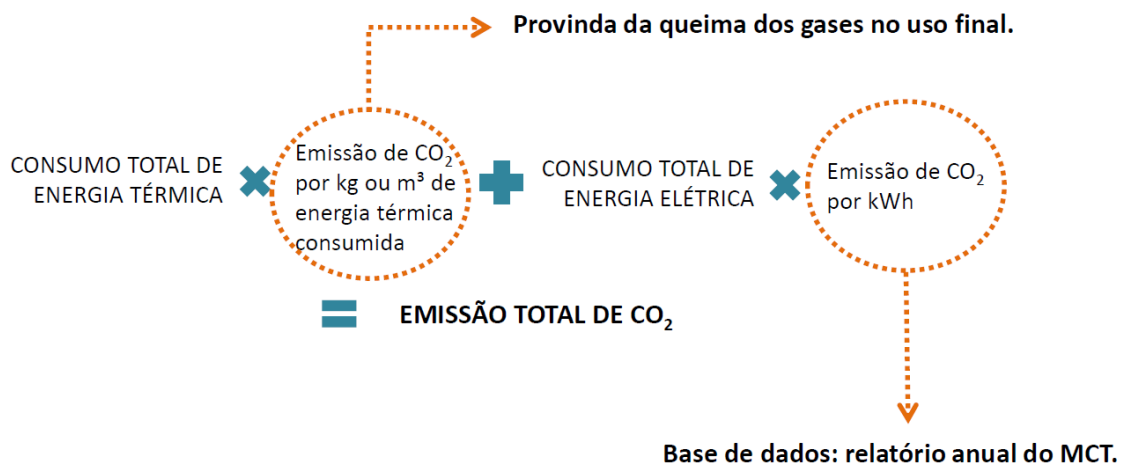 Provinda da queima dos gases no uso final.
CONSUMO TOTAL DE
ENERGIA TÉRMICA
Emissão de CO₂
por kg ou m³ de
energia térmica
consumida
CONSUMO TOTAL DE
ENERGIA ELÉTRICA
Emissão de CO₂
por kWh
EMISSÃO TOTAL DE CO₂
Base de dados: relatório anual do MCT.